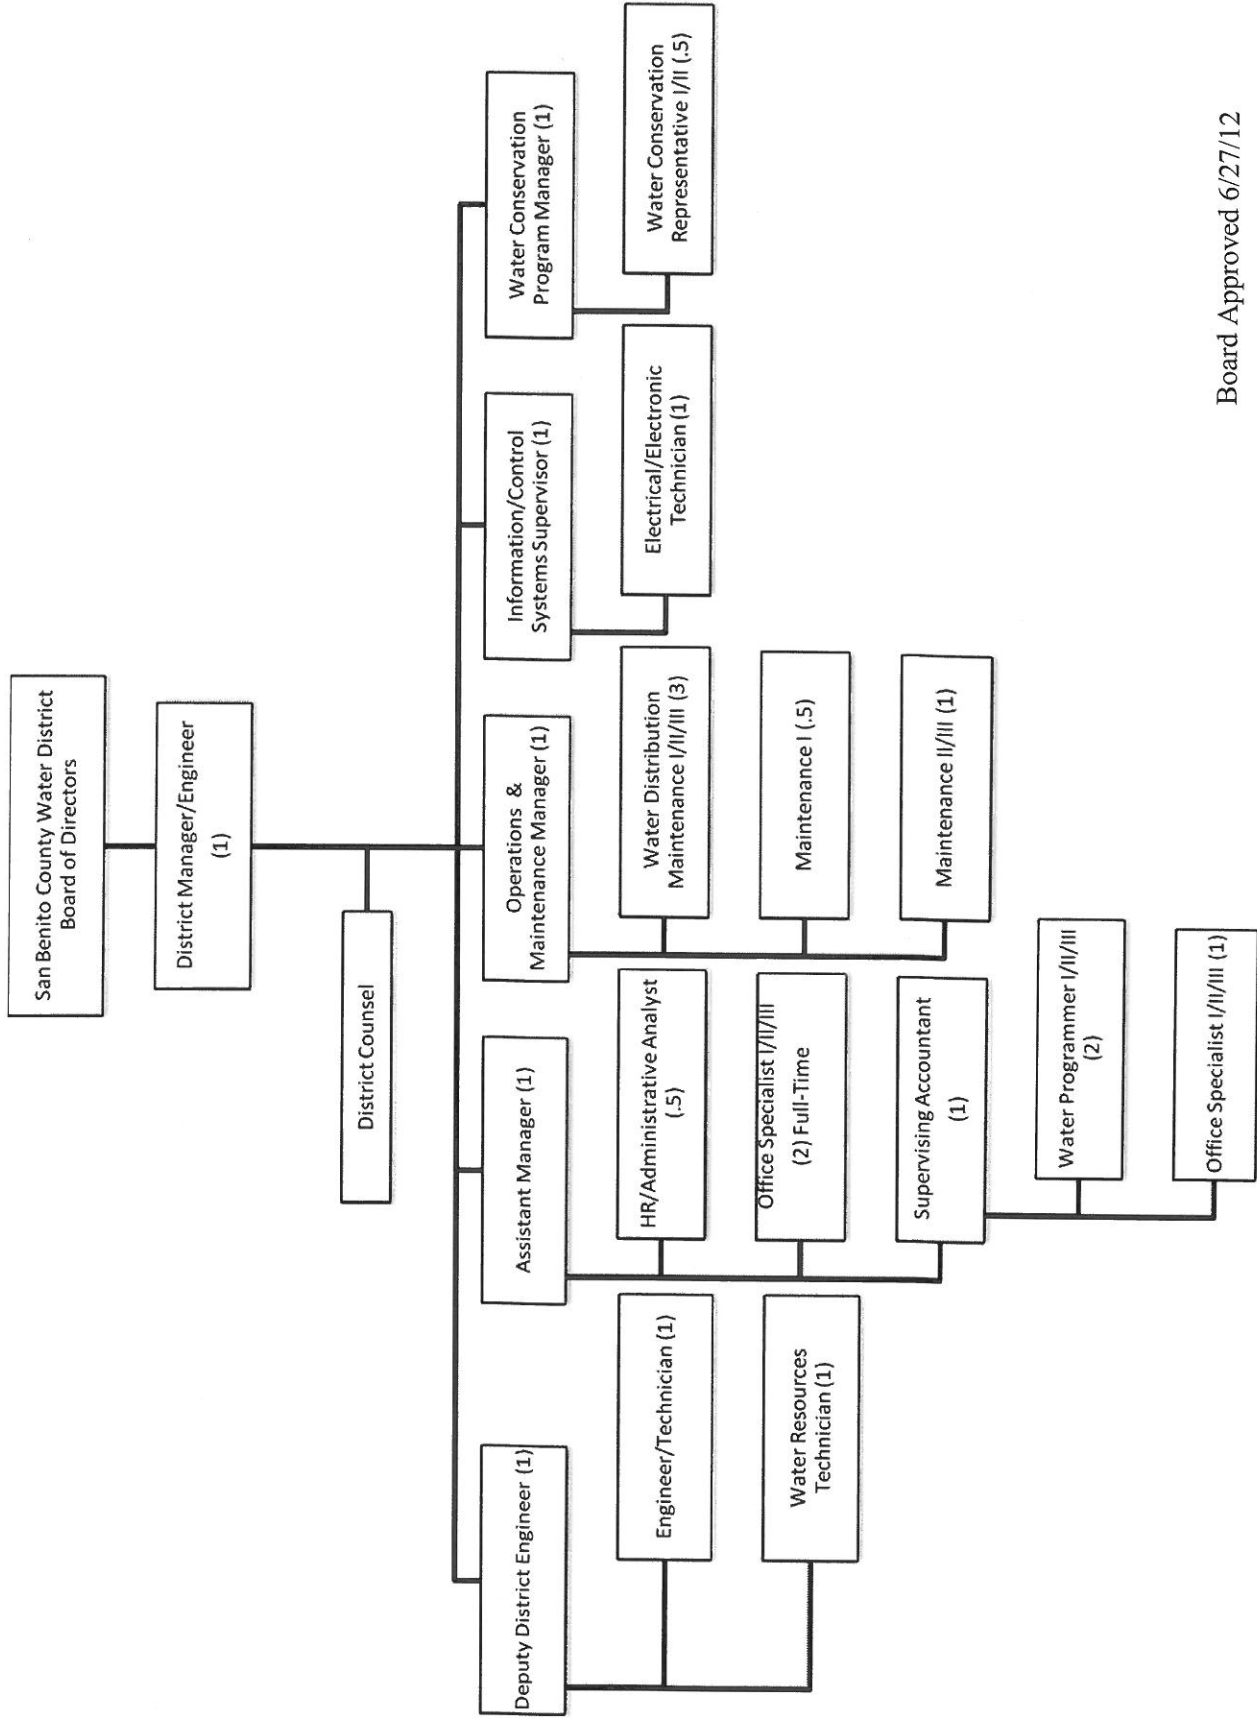 San Benito County Water District
Board of Directors
District Manager/Engineer
(1)
District Counsel
Deputy District Engineer (1)
Assistant Manager (1)
Operations &
Maintenance Manager (1)
Information/Control
Systems Supervisor (1)
Water Conservation
Program Manager (1)
Engineer/Technician (1)
Water Resources
Technician (1)
HR/Administrative Analyst
(.5)
Office Specialist I/II/III
(2) Full-Time
Supervising Accountant
(1)
Water Programmer I/II/III
(2)
Office Specialist I/II/III (1)
Water Distribution
Maintenance I/II/III (3)
Maintenance I (.5)
Maintenance II/III (1)
Electrical/Electronic
Technician (1)
Water Conservation
Representative I/II (.5)
Board Approved 6/27/12